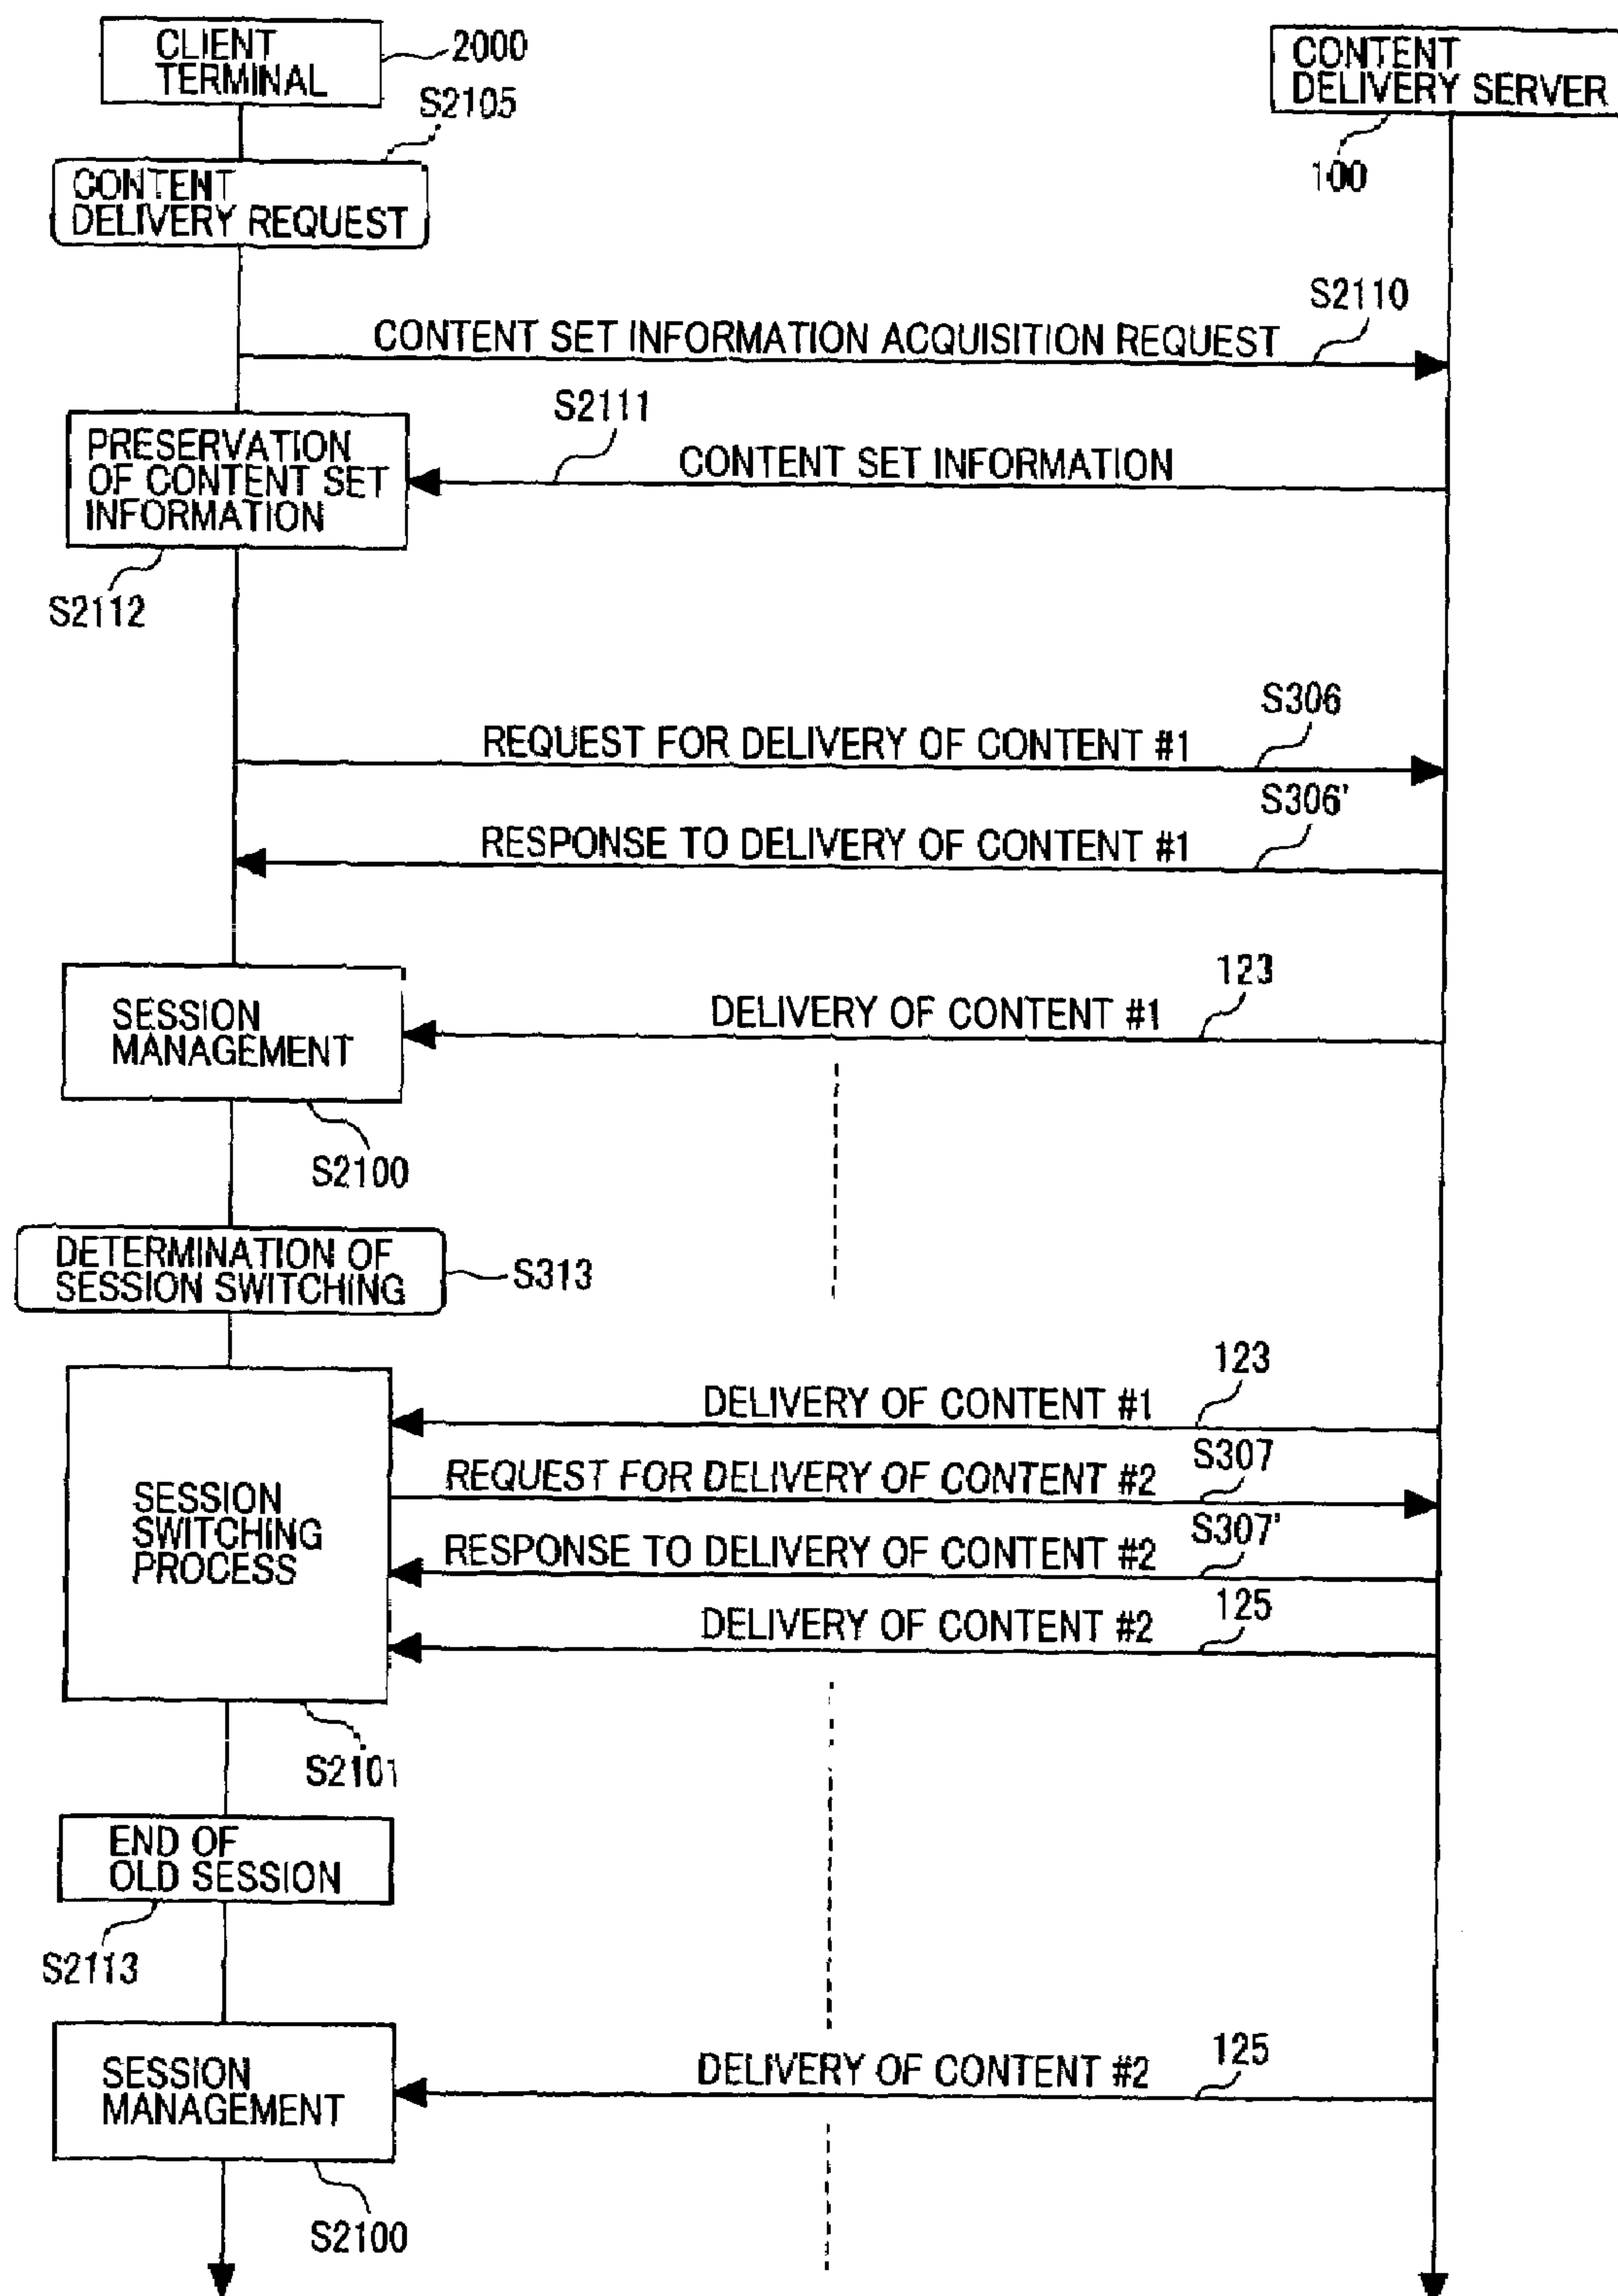 CLIENT
TERMINAL
2000
CONTENT
DELIVERY SERVER
100
S2105
CONTENT
DELIVERY REQUEST
S2110
CONTENT SET INFORMATION ACQUISITION REQUEST
S2111
PRESERVATION
OF CONTENT SET
INFORMATION
CONTENT SET INFORMATION
S2112
S306
REQUEST FOR DELIVERY OF CONTENT #1
S306'
RESPONSE TO DELIVERY OF CONTENT #1
123
SESSION
MANAGEMENT
DELIVERY OF CONTENT #1
S2100
DETERMINATION OF
SESSION SWITCHING
S313
123
DELIVERY OF CONTENT #1
S307
REQUEST FOR DELIVERY OF CONTENT #2
SESSION
SWITCHING
PROCESS
S307'
RESPONSE TO DELIVERY OF CONTENT #2
125
DELIVERY OF CONTENT #2
S2101
END OF
OLD SESSION
S2113
125
SESSION
MANAGEMENT
DELIVERY OF CONTENT #2
S2100